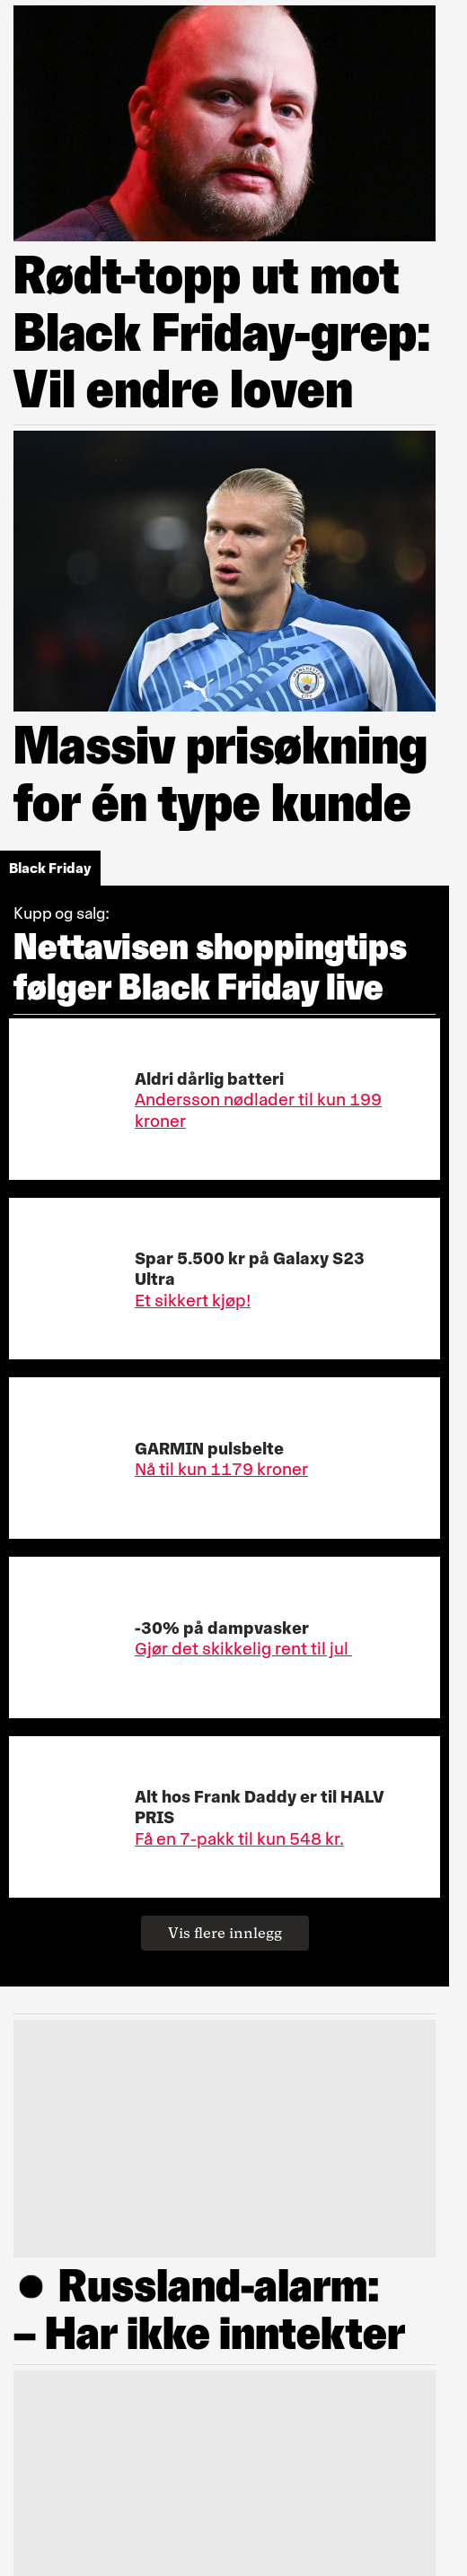 Rødt-topp ut mot
Black Friday-grep:
Vil endre loven
MANCHESTER
CITY
Massiv prisøkning
for én type kunde
Black Friday
Kupp og salg:
Nettavisen shoppingtips
følger Black Friday live
Aldri dårlig batteri
Andersson nødlader til kun 199
kroner
Spar 5.500 kr på Galaxy S23
Ultra
Et sikkert kjøp!
GARMIN pulsbelte
Nå til kun 1179 kroner
-30% på dampvasker
Gjør det skikkelig rent til jul
Alt hos Frank Daddy er til HALV
PRIS
Få en 7-pakk til kun 548 kr.
Vis flere innlegg
● Russland-alarm:
– Har ikke inntekter